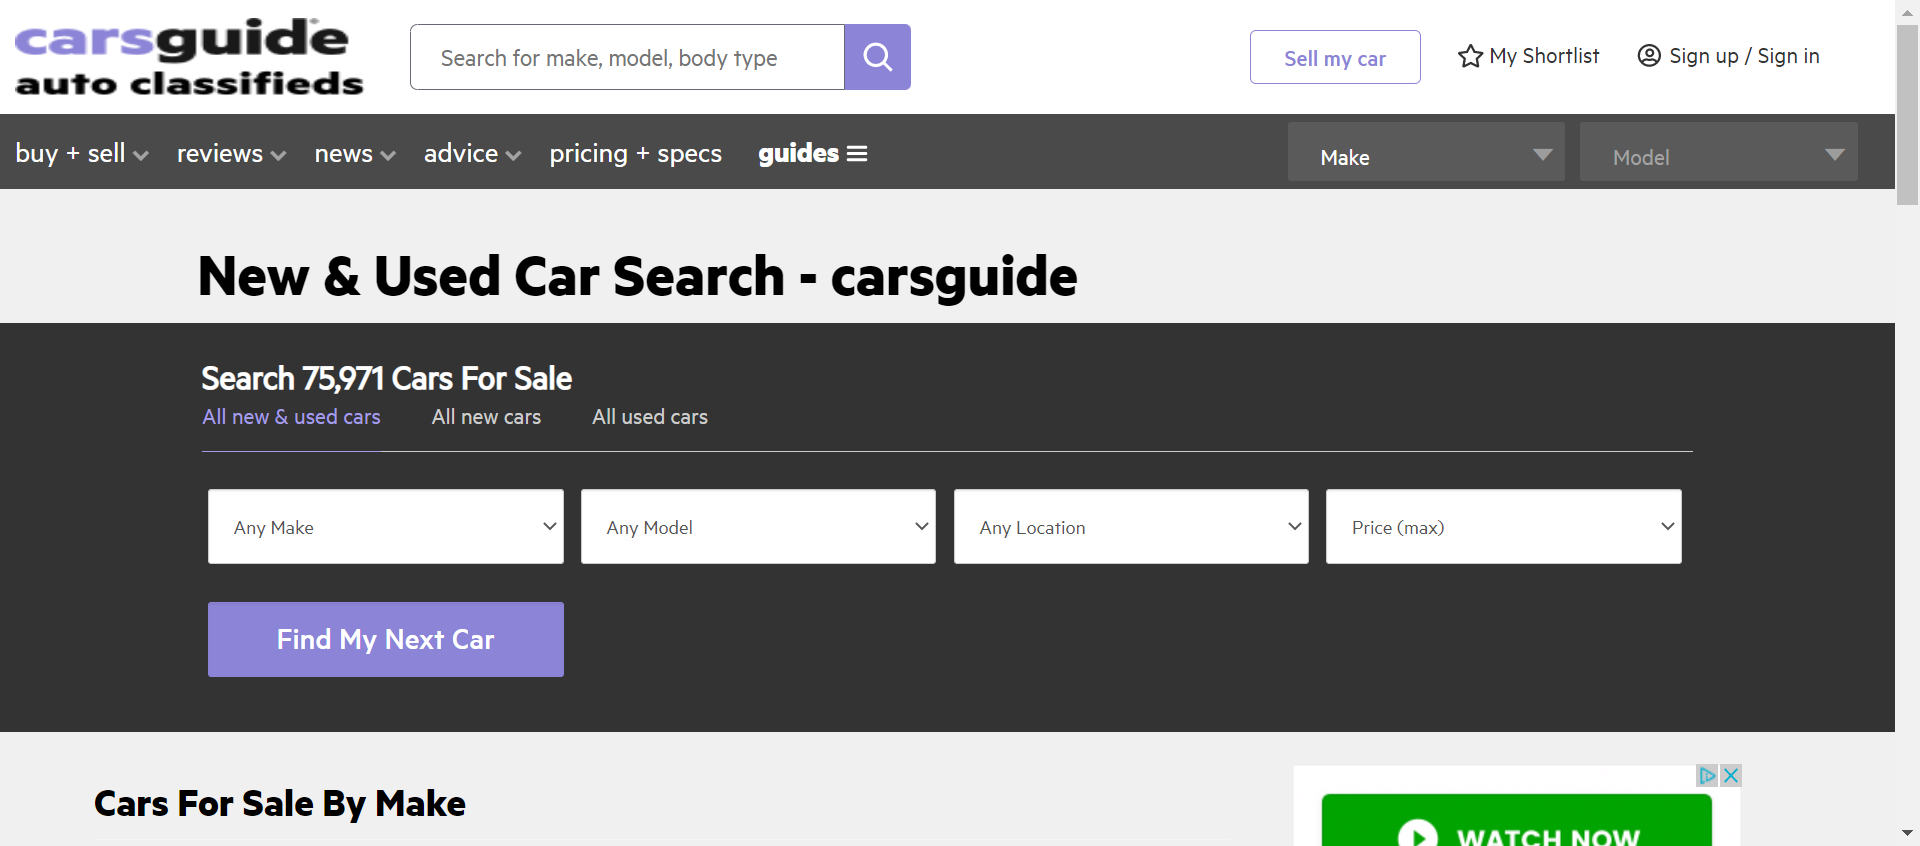 carsguide
auto classifieds
Search for make, model, body type
Sell my car
My Shortlist
Sign up / Sign in
buy + sell
reviews
news
advice
pricing + specs
guides
Make
Model
New & Used Car Search - carsguide
Search 75,971 Cars For Sale
All new & used cars
All new cars
All used cars
Any Make
Any Model
Any Location
Price (max)
Find My Next Car
Cars For Sale By Make
WATCH NOW